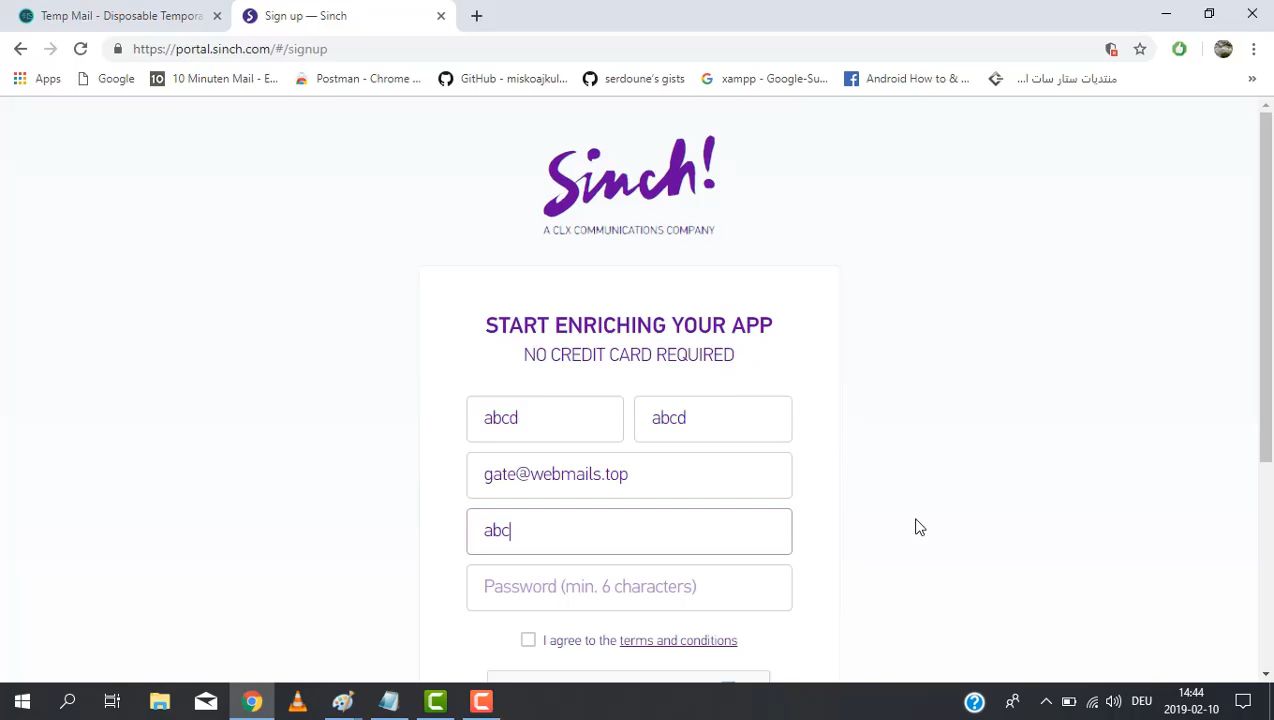 Temp Mail - Disposable Tempora
Sign up — Sinch
https://portal.sinch.com/#/signup
Apps
Google
10 10 Minuten Mail - E...
Postman - Chrome ...
GitHub - miskoajkul...
serdoune's gists
xampp - Google-Su...
Android How to & ...
منتديات ستار سات ا...
»
Sinch!
A CLX COMMUNICATIONS COMPANY
START ENRICHING YOUR APP
NO CREDIT CARD REQUIRED
abcd
abcd
gate@webmails.top
abc
Password (min. 6 characters)
I agree to the terms and conditions
DEU
14:44
2019-02-10